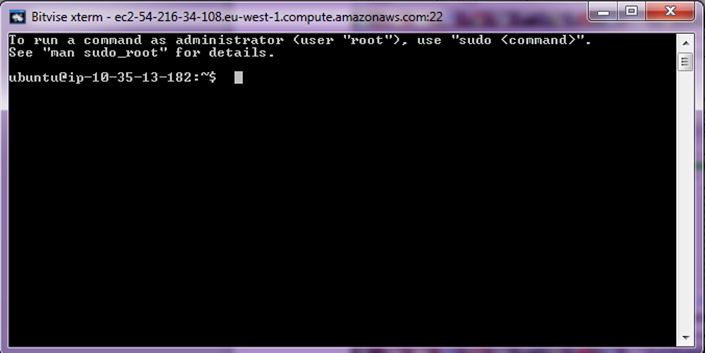 Bitvise xterm - ec2-54-216-34-108.eu-west-1.compute.amazonaws.com:22
To run a command as administrator (user "root"), use "sudo <command>".
See "man sudo_root" for details.
ubuntu@ip-10-35-13-182:~$